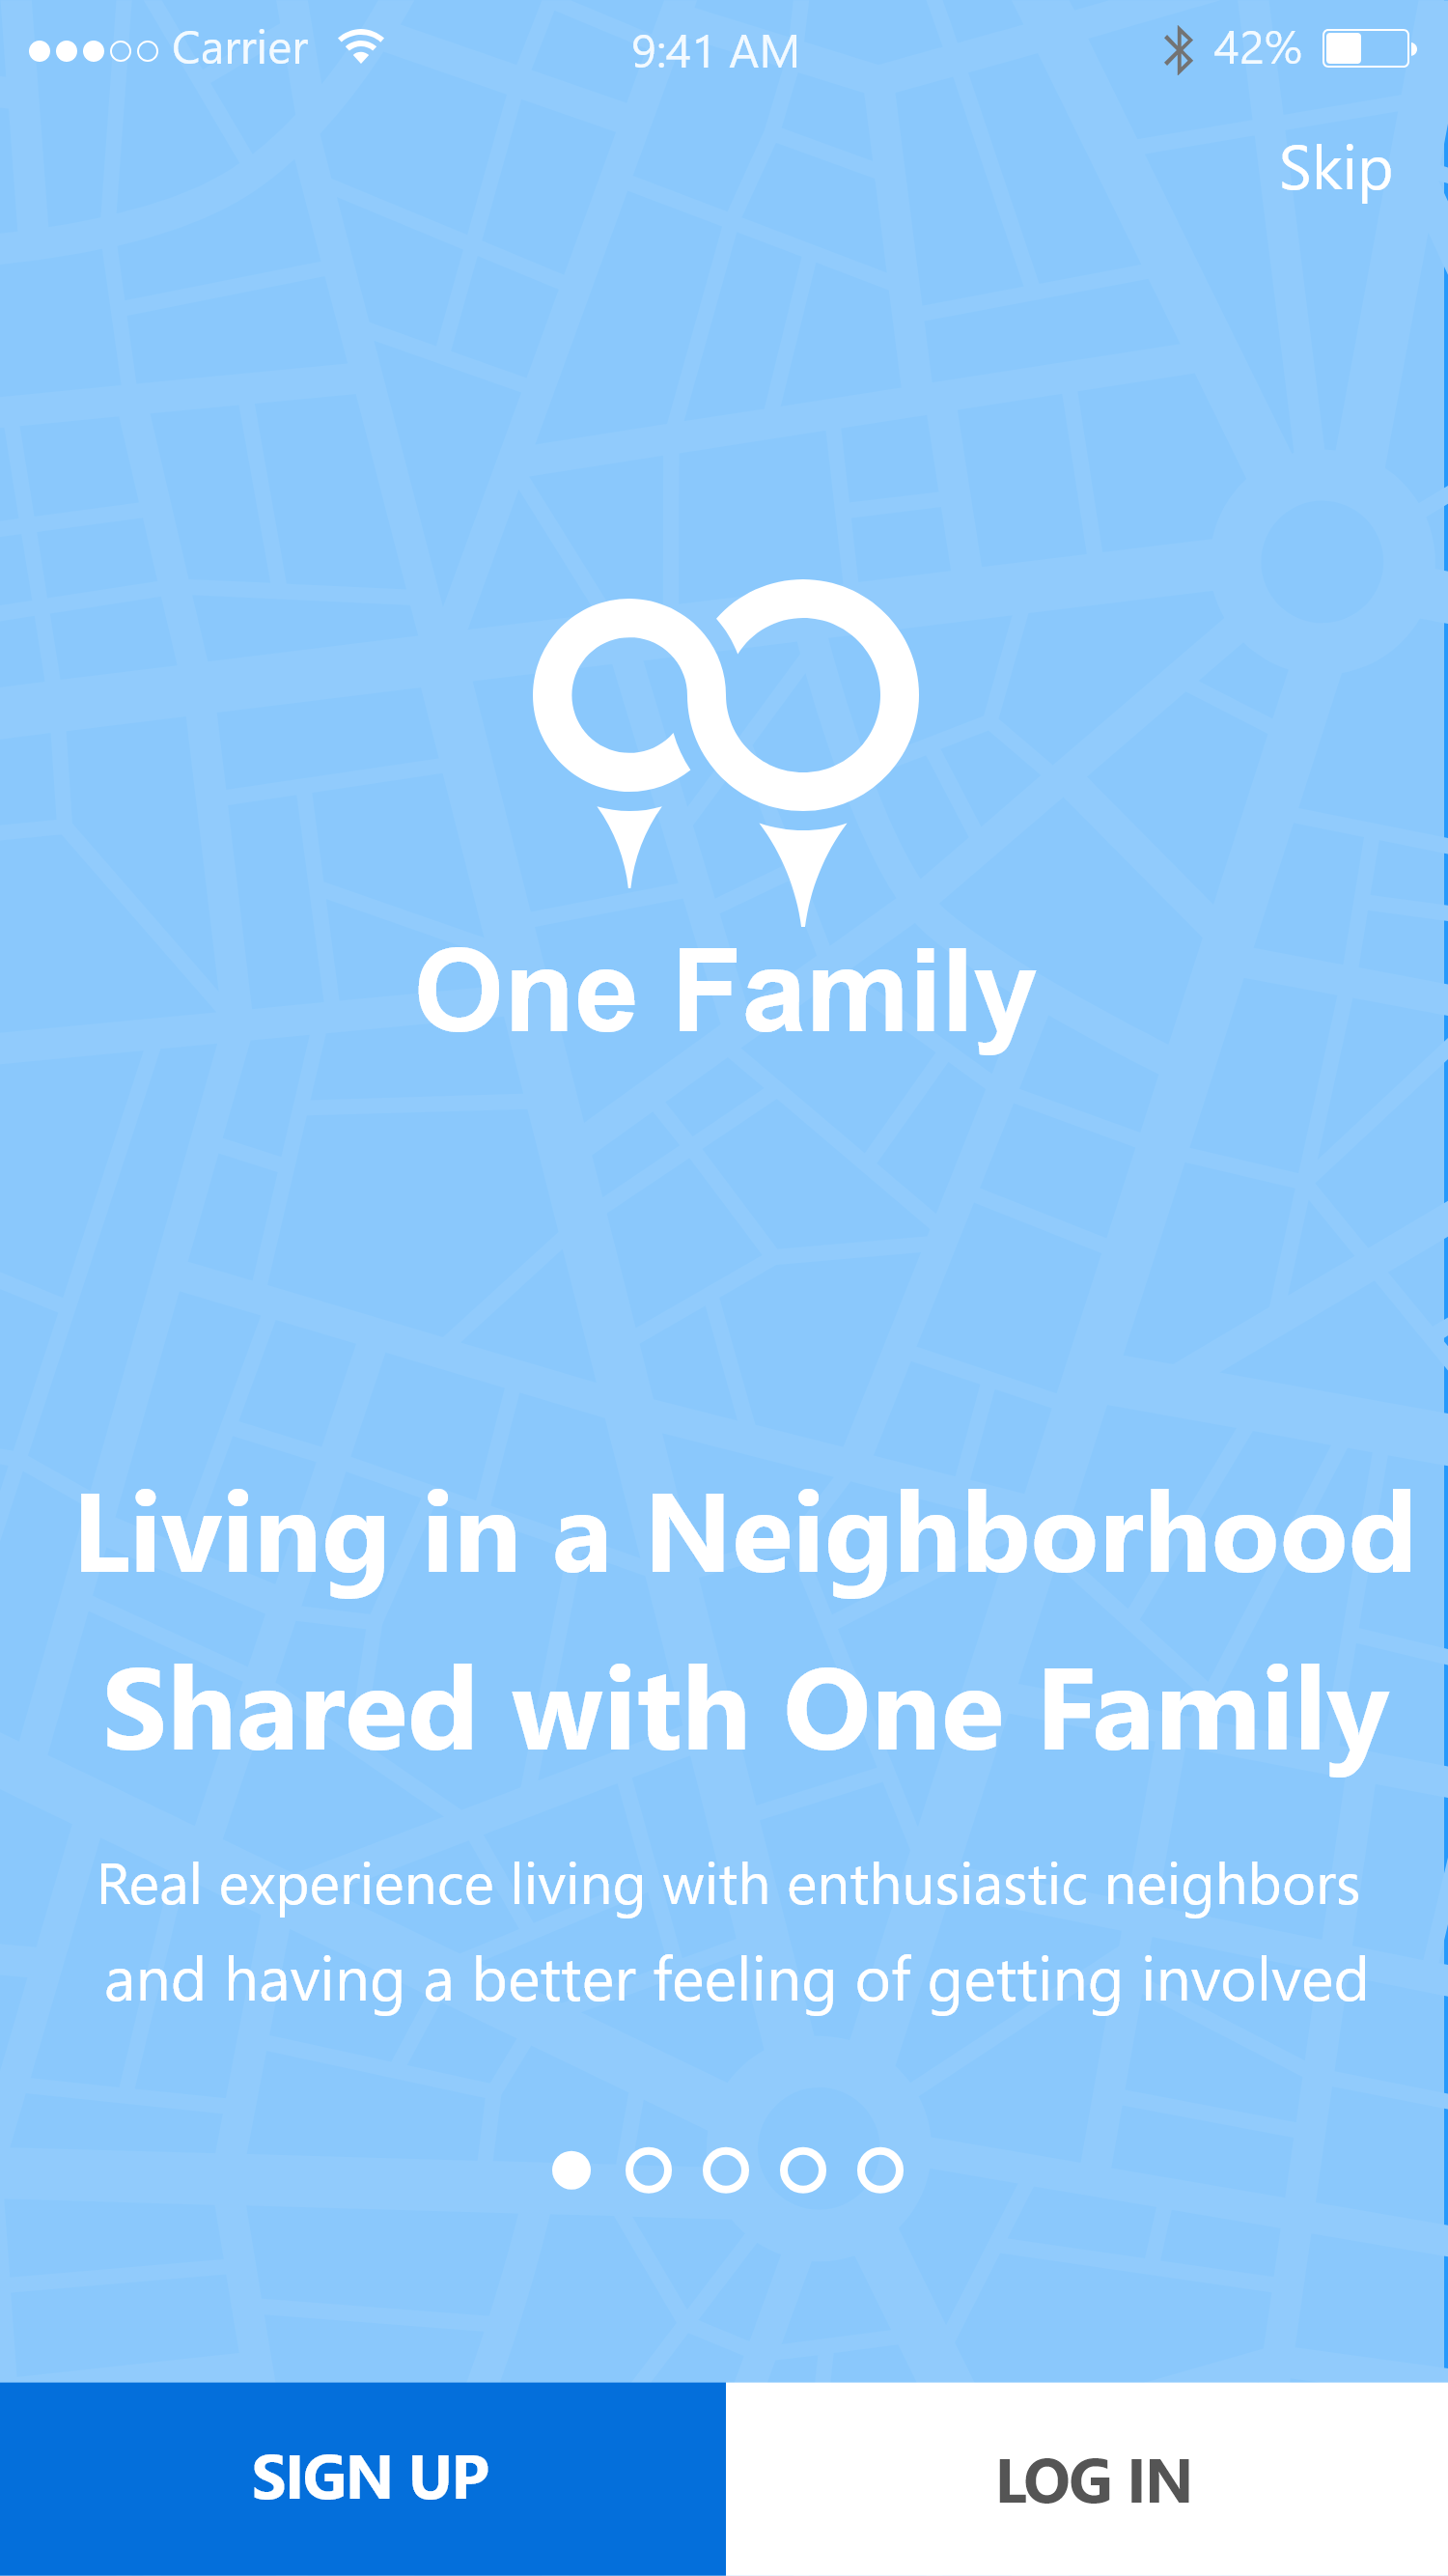 Carrier 9:41 AM 42%
Skip
One Family
Living in a Neighborhood
Shared with One Family
Real experience living with enthusiastic neighbors
and having a better feeling of getting involved
SIGN UP LOG IN